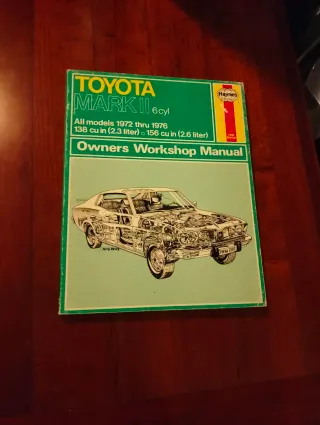 TOYOTA
MARK II 6cyl
Haynes
All models 1972 thru 1976
138 cu in (2.3 liter) □ 156 cu in (2.6 liter)
Owners Workshop Manual